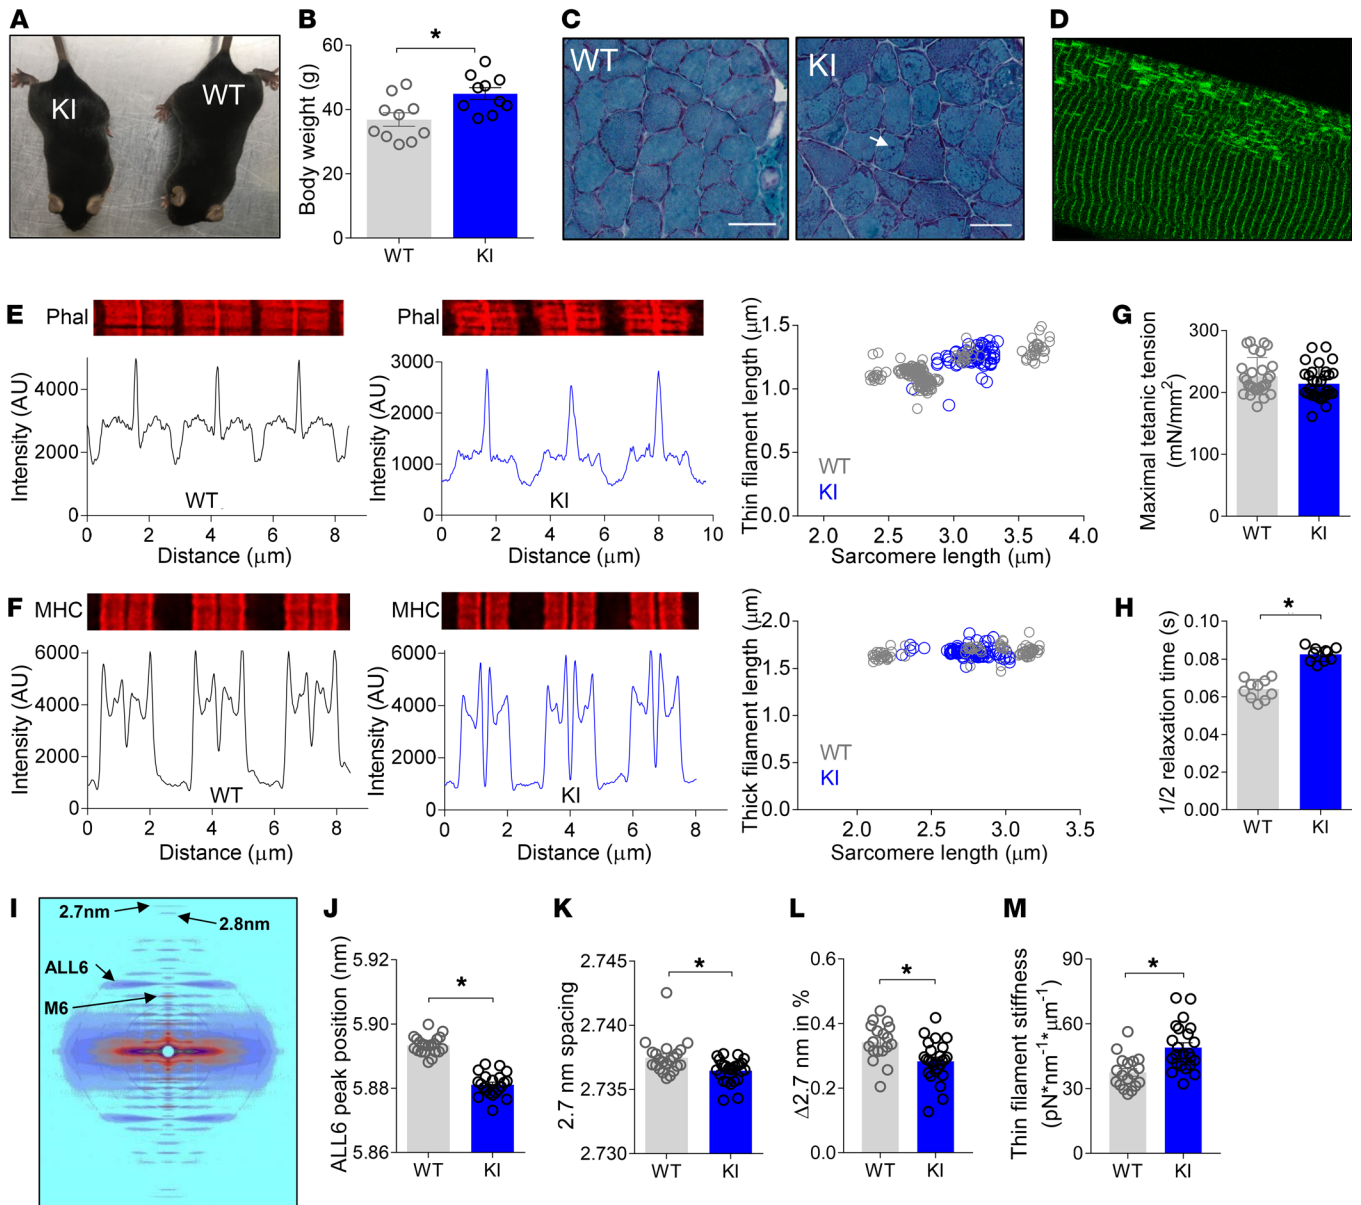 A
KI
WT
B
*
Body weight (g)
60
40
20
0
WT
KI
C
WT
KI
D
E
Phal
Intensity (AU)
4000
2000
0
WT
0
2
4
6
8
Distance (μm)
Phal
Intensity (AU)
3000
2000
1000
0
KI
0
2
4
6
8
10
Distance (μm)
Thin filament length (μm)
1.5
1.0
0.5
0.0
WT
KI
2.0
2.5
3.0
3.5
4.0
Sarcomere length (μm)
G
Maximal tetanic tension
(mN/mm²)
300
200
100
0
WT
KI
F
MHC
Intensity (AU)
6000
4000
2000
0
WT
0
2
4
6
8
Distance (μm)
MHC
Intensity (AU)
6000
4000
2000
0
KI
0
2
4
6
8
Distance (μm)
Thick filament length (μm)
2.0
1.5
1.0
0.5
0.0
WT
KI
2.0
2.5
3.0
3.5
Sarcomere length (μm)
H
*
1/2 relaxation time (s)
0.10
0.08
0.06
0.04
0.02
0.00
WT
KI
I
2.7nm
2.8nm
ALL6
M6
J
*
ALL6 peak position (nm)
5.92
5.90
5.88
5.86
WT
KI
K
*
2.7 nm spacing
2.745
2.740
2.735
2.730
WT
KI
L
*
Δ2.7 nm in %
0.6
0.4
0.2
0.0
WT
KI
M
*
Thin filament stiffness
(pN*nm⁻¹*μm⁻¹)
90
60
30
0
WT
KI